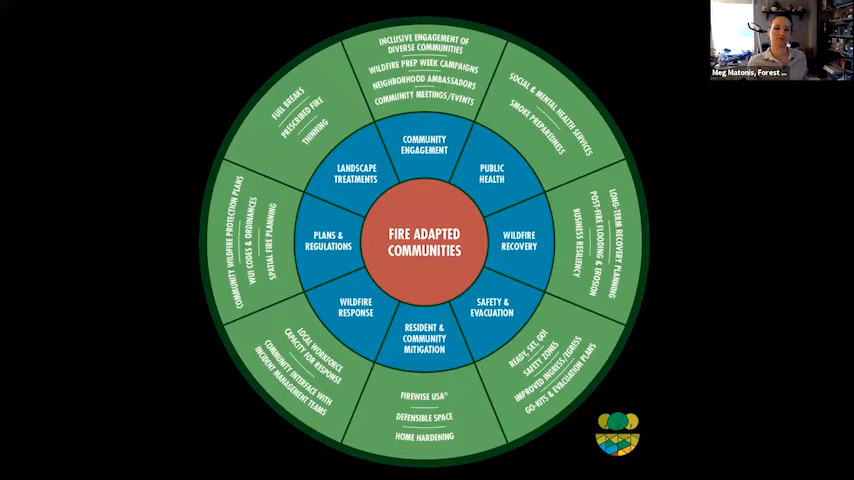 Meg Matonis, Forest ...
FIRE ADAPTED
COMMUNITIES
COMMUNITY
ENGAGEMENT
INCLUSIVE ENGAGEMENT OF
DIVERSE COMMUNITIES
WILDFIRE PREP WEEK CAMPAIGNS
NEIGHBORHOOD AMBASSADORS
COMMUNITY MEETINGS/EVENTS
PUBLIC
HEALTH
SOCIAL & MENTAL HEALTH SERVICES
SMOKE PREPAREDNESS
WILDFIRE
RECOVERY
LONG-TERM RECOVERY PLANNING
POST-FIRE FLOODING & EROSION
BUSINESS RESILIENCY
SAFETY &
EVACUATION
READY, SET, GO!
SAFETY ZONES
IMPROVED INGRESS/EGRESS
GO-KITS & EVACUATION PLANS
RESIDENT &
COMMUNITY
MITIGATION
FIREWISE USA®
DEFENSIBLE SPACE
HOME HARDENING
WILDFIRE
RESPONSE
LOCAL WORKFORCE
CAPACITY FOR RESPONSE
COMMUNITY INTERFACE WITH
INCIDENT MANAGEMENT TEAMS
PLANS &
REGULATIONS
COMMUNITY WILDFIRE PROTECTION PLANS
WUI CODES & ORDINANCES
SPATIAL FIRE PLANNING
LANDSCAPE
TREATMENTS
FUEL BREAKS
PRESCRIBED FIRE
THINNING